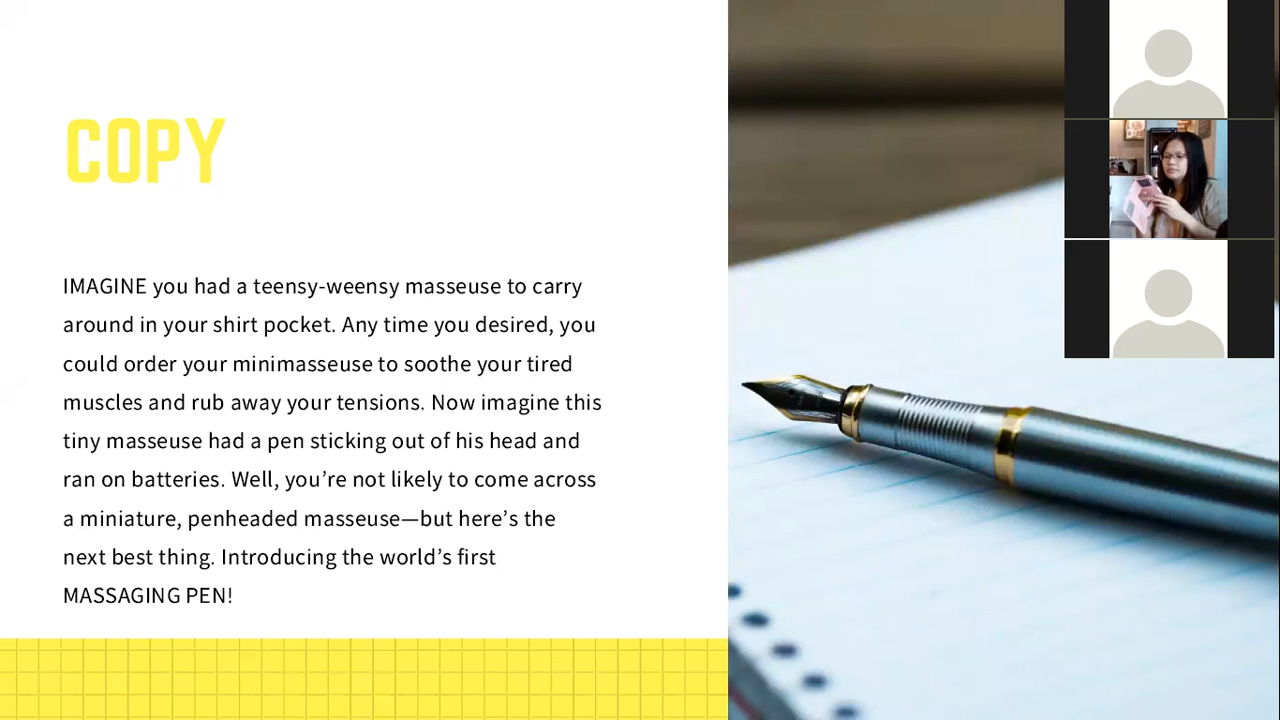 COPY
IMAGINE you had a teensy-weensy masseuse to carry
around in your shirt pocket. Any time you desired, you
could order your minimasseuse to soothe your tired
muscles and rub away your tensions. Now imagine this
tiny masseuse had a pen sticking out of his head and
ran on batteries. Well, you’re not likely to come across
a miniature, penheaded masseuse—but here’s the
next best thing. Introducing the world’s first
MASSAGING PEN!